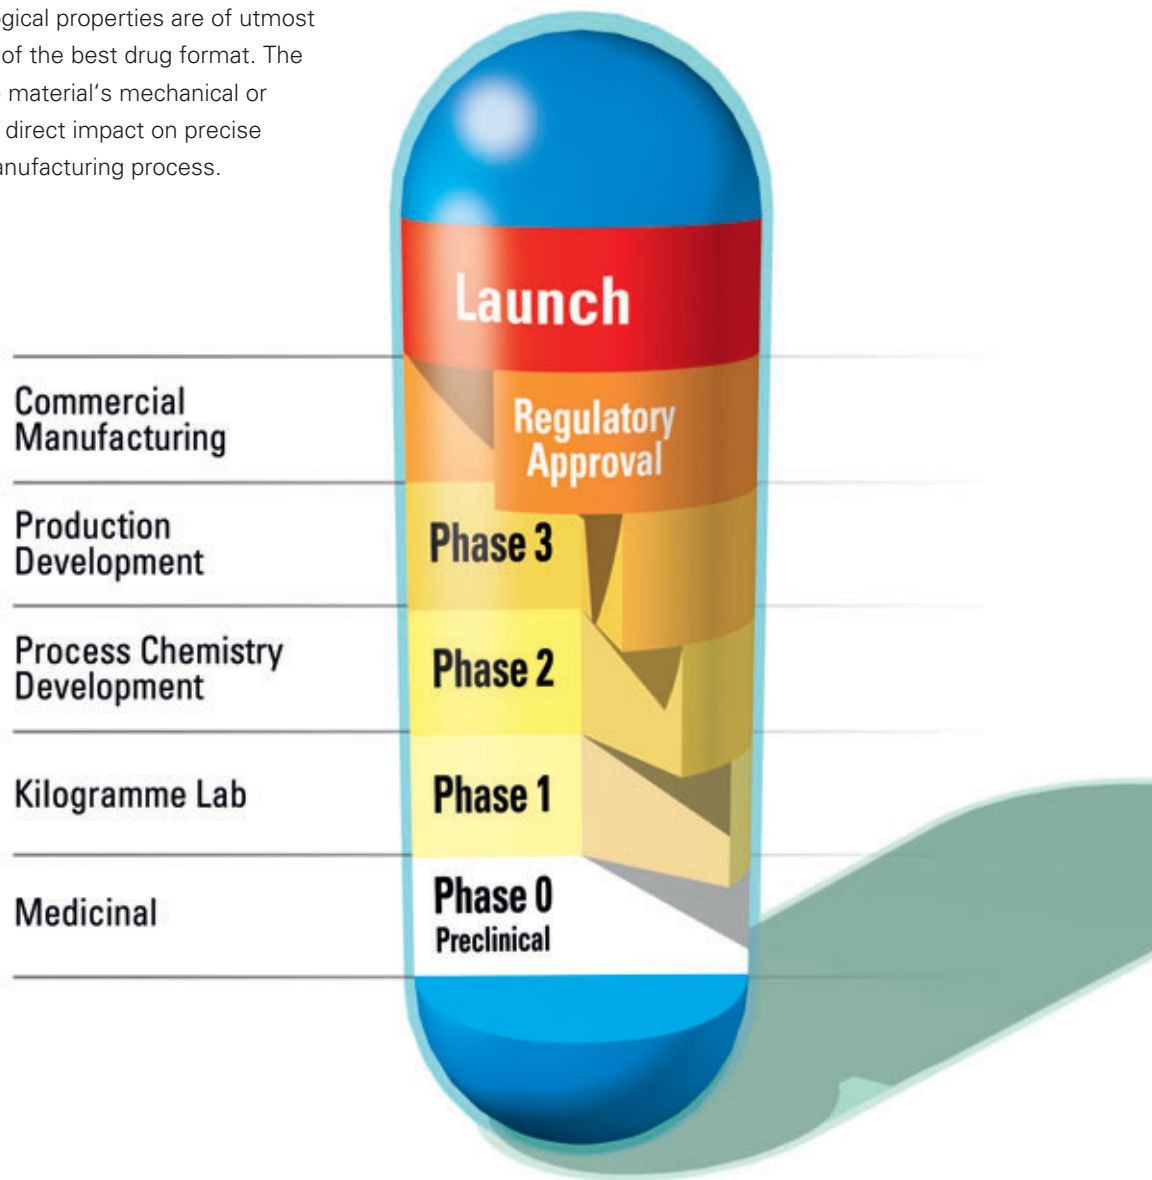 ogical properties are of utmost
of the best drug format. The
material‘s mechanical or
direct impact on precise
anufacturing process.
Launch
Commercial
Manufacturing
Regulatory
Approval
Production
Development
Phase 3
Process Chemistry
Development
Phase 2
Kilogramme Lab
Phase 1
Medicinal
Phase 0
Preclinical